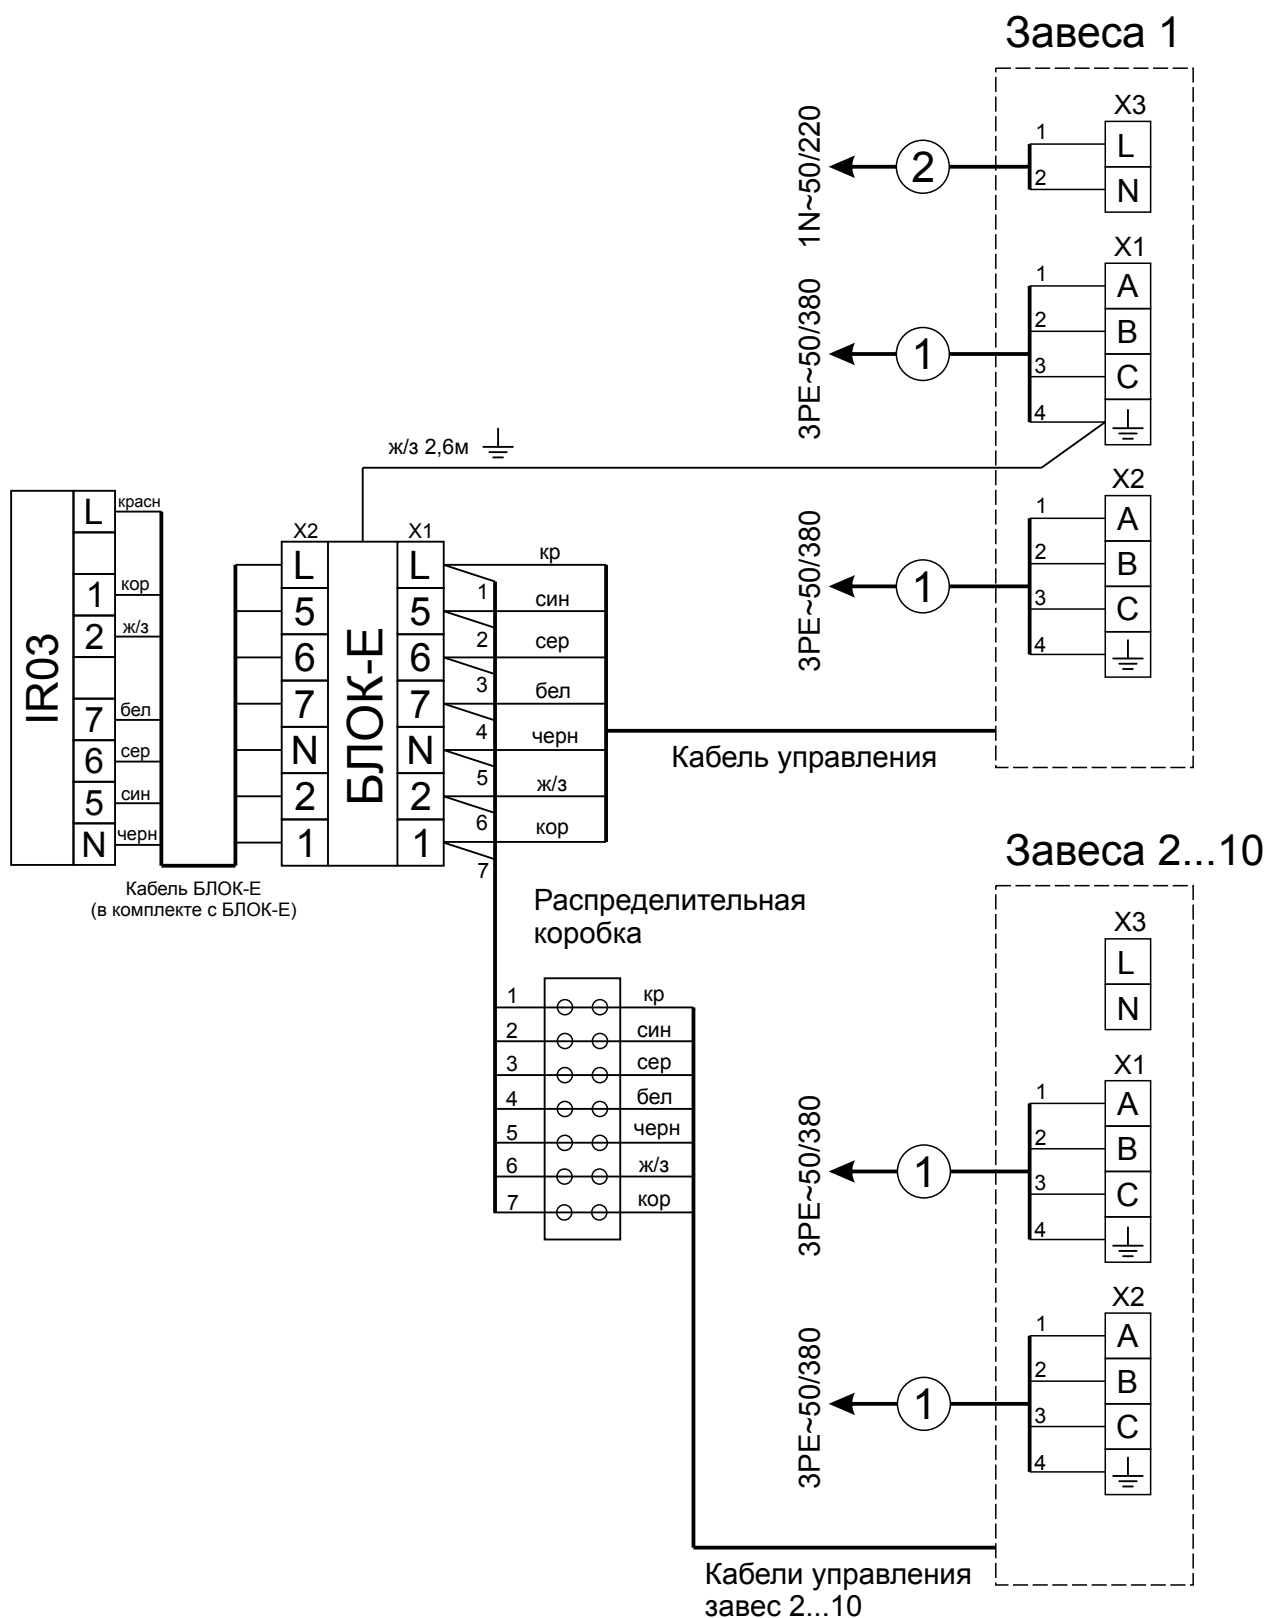 Завеса 1
X3
1
L
2
N
1N~50/220
2
X1
1
A
2
B
3
C
4
3PE~50/380
1
ж/з 2,6м
X2
1
A
2
B
3
C
4
3PE~50/380
1
IR03
L
красн
1
кор
2
ж/з
7
бел
6
сер
5
син
N
черн
Кабель БЛОК-Е
(в комплекте с БЛОК-Е)
X2
L
5
6
7
N
2
1
БЛОК-Е
X1
L
5
6
7
N
2
1
1
2
3
4
5
6
7
кр
син
сер
бел
черн
ж/з
кор
Кабель управления
Распределительная
коробка
1
кр
2
син
3
сер
4
бел
5
черн
6
ж/з
7
кор
Завеса 2...10
X3
L
N
X1
1
A
2
B
3
C
4
3PE~50/380
1
X2
1
A
2
B
3
C
4
3PE~50/380
1
Кабели управления
завес 2...10